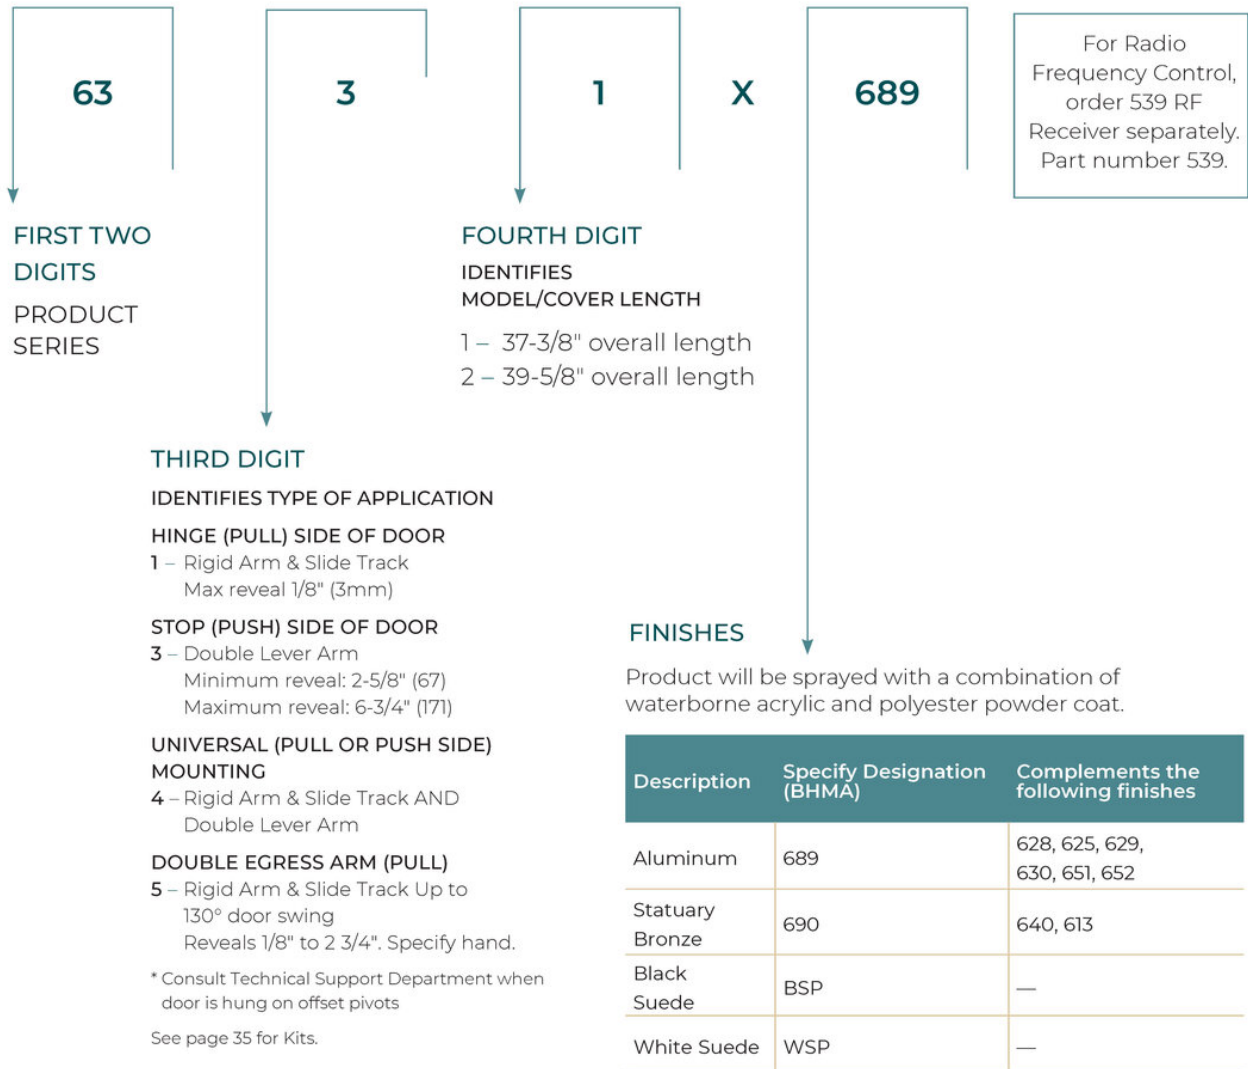 63 3 1 X 689
For Radio
Frequency Control,
order 539 RF
Receiver separately.
Part number 539.
FIRST TWO
DIGITS
PRODUCT
SERIES
FOURTH DIGIT
IDENTIFIES
MODEL/COVER LENGTH
1 – 37-3/8" overall length
2 – 39-5/8" overall length
THIRD DIGIT
IDENTIFIES TYPE OF APPLICATION
HINGE (PULL) SIDE OF DOOR
1 – Rigid Arm & Slide Track
Max reveal 1/8" (3mm)
STOP (PUSH) SIDE OF DOOR
3 – Double Lever Arm
Minimum reveal: 2-5/8" (67)
Maximum reveal: 6-3/4" (171)
UNIVERSAL (PULL OR PUSH SIDE)
MOUNTING
4 – Rigid Arm & Slide Track AND
Double Lever Arm
DOUBLE EGRESS ARM (PULL)
5 – Rigid Arm & Slide Track Up to
130° door swing
Reveals 1/8" to 2 3/4". Specify hand.
* Consult Technical Support Department when
door is hung on offset pivots
See page 35 for Kits.
FINISHES
Product will be sprayed with a combination of
waterborne acrylic and polyester powder coat.
Description Specify Designation (BHMA) Complements the following finishes
Aluminum 689 628, 625, 629, 630, 651, 652
Statuary Bronze 690 640, 613
Black Suede BSP —
White Suede WSP —